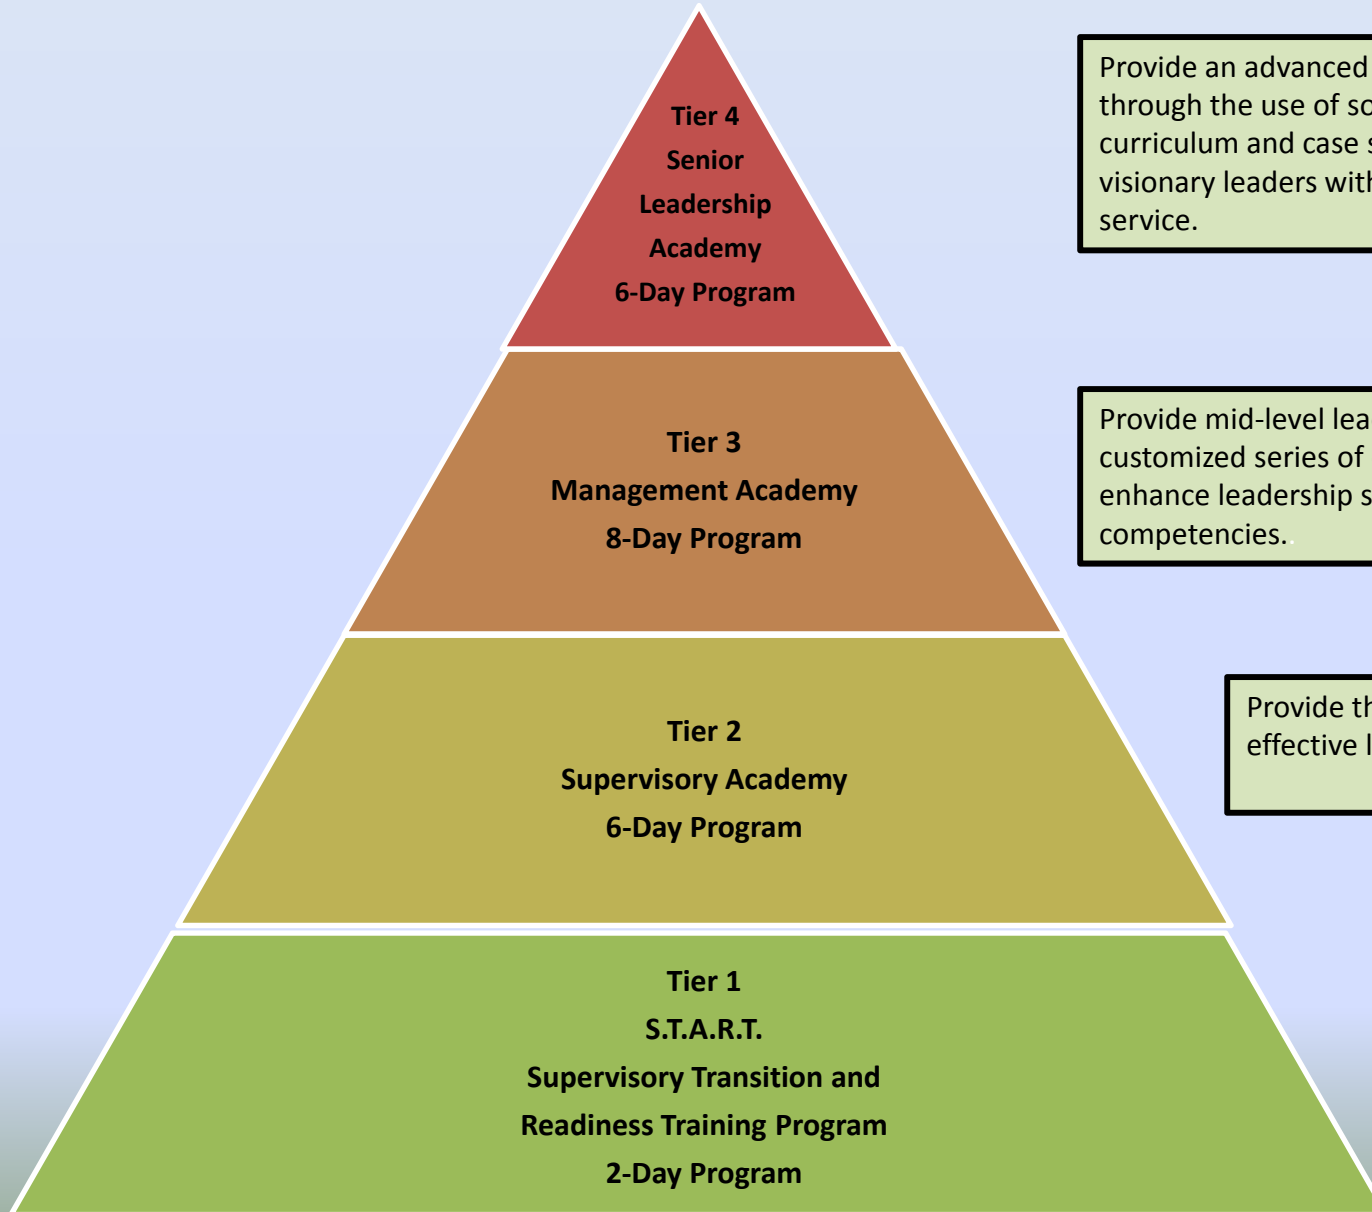 Tier 4
Senior
Leadership
Academy
6-Day Program
Provide an advanced
through the use of
curriculum and case
visionary leaders
service.
Tier 3
Management Academy
8-Day Program
Provide mid-level
customized series of
enhance leadership
competencies..
Tier 2
Supervisory Academy
6-Day Program
Provide
effective
Tier 1
S.T.A.R.T.
Supervisory Transition and
Readiness Training Program
2-Day Program